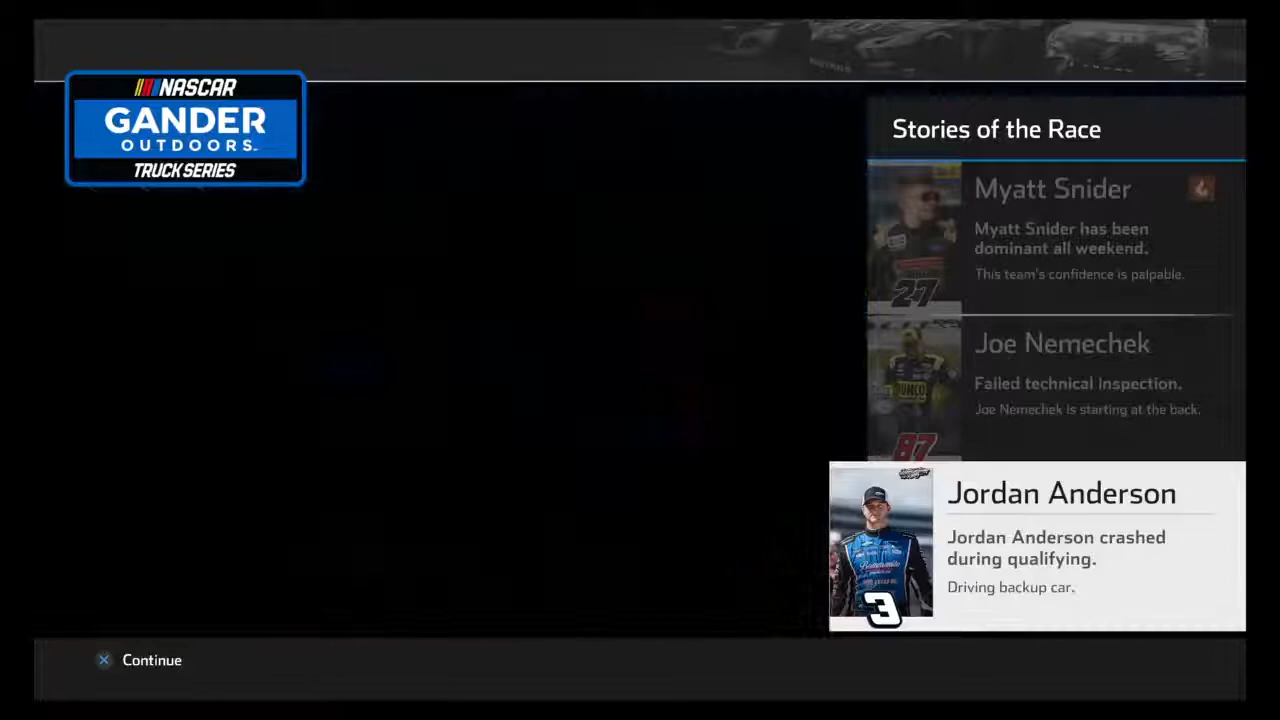 NASCAR
GANDER
OUTDOORS
TRUCK SERIES
Stories of the Race
Myatt Snider
Myatt Snider has been
dominant all weekend.
This team's confidence is palpable.
27
Joe Nemechek
Failed technical inspection.
Joe Nemechek is starting at the back.
87
Jordan Anderson
Jordan Anderson crashed
during qualifying.
Driving backup car.
3
Continue